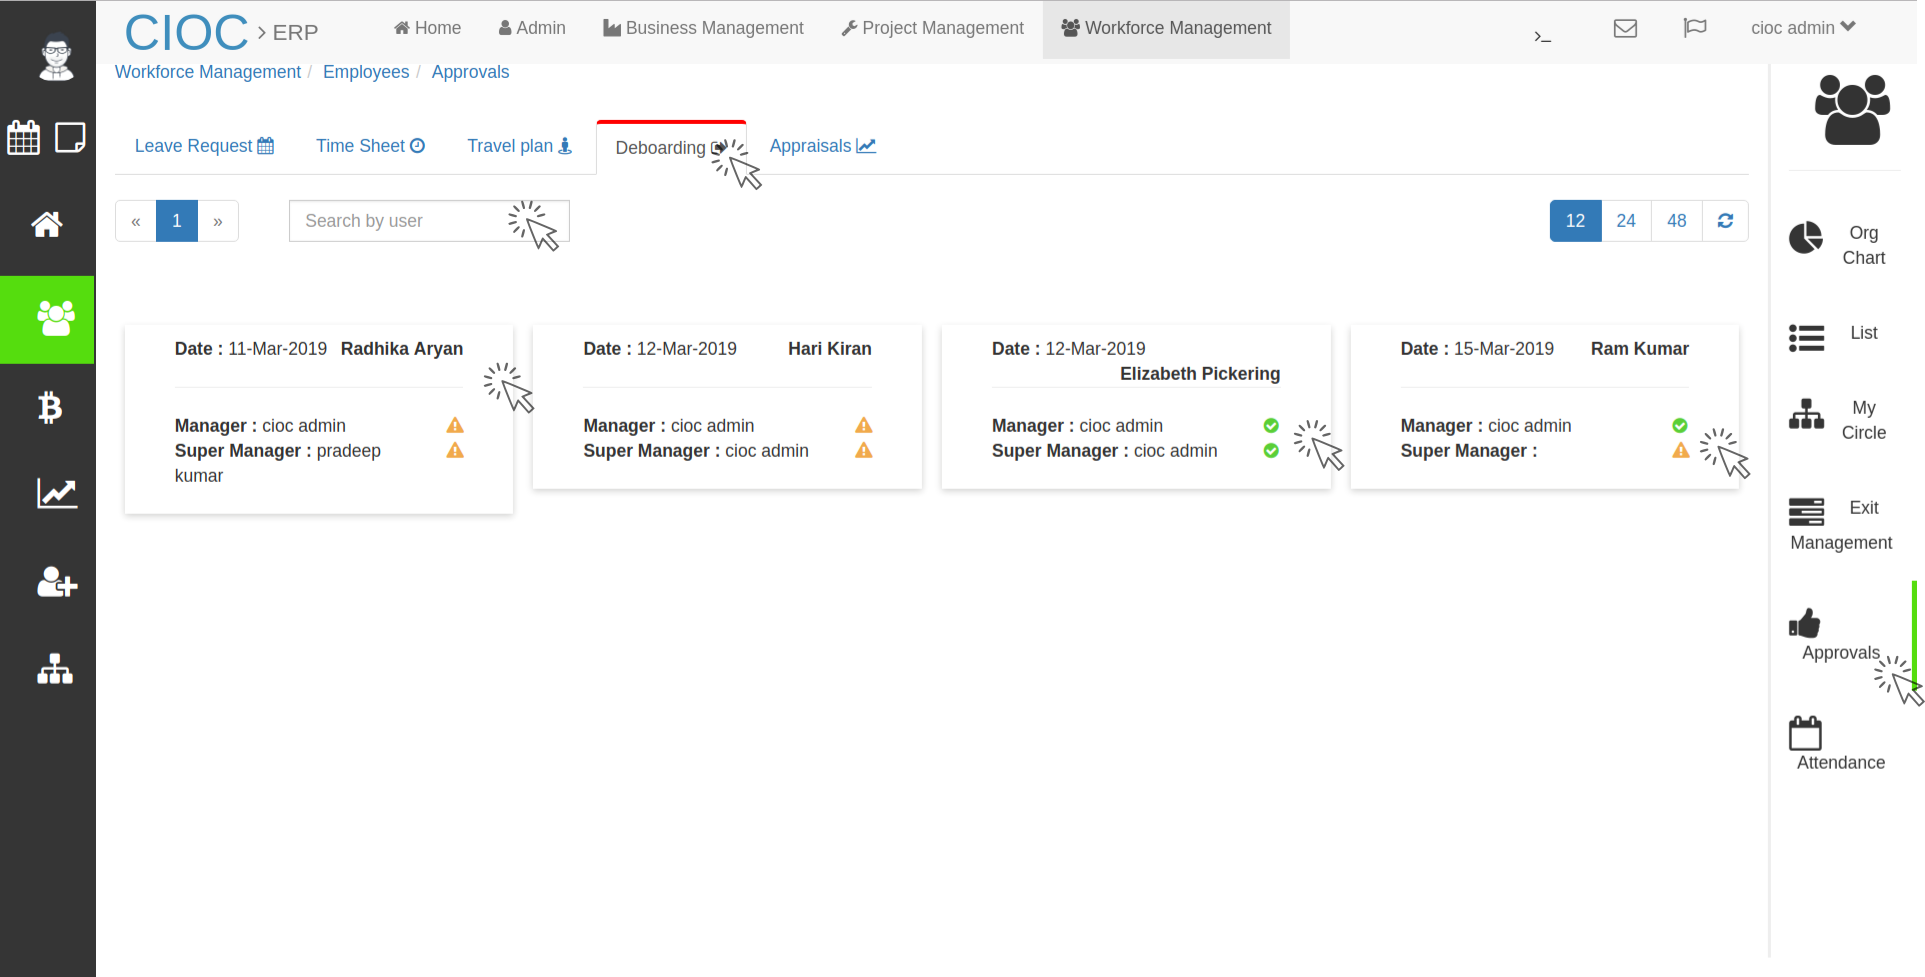 CIOC > ERP
Home
Admin
Business Management
Project Management
Workforce Management
>_
cioc admin
Workforce Management / Employees / Approvals
Leave Request
Time Sheet
Travel plan
Deboarding
Appraisals
« 1 »
Search by user
12 24 48
Date : 11-Mar-2019 Radhika Aryan
Manager : cioc admin
Super Manager : pradeep
kumar
Date : 12-Mar-2019 Hari Kiran
Manager : cioc admin
Super Manager : cioc admin
Date : 12-Mar-2019
Elizabeth Pickering
Manager : cioc admin
Super Manager : cioc admin
Date : 15-Mar-2019 Ram Kumar
Manager : cioc admin
Super Manager :
Org
Chart
List
My
Circle
Exit
Management
Approvals
Attendance